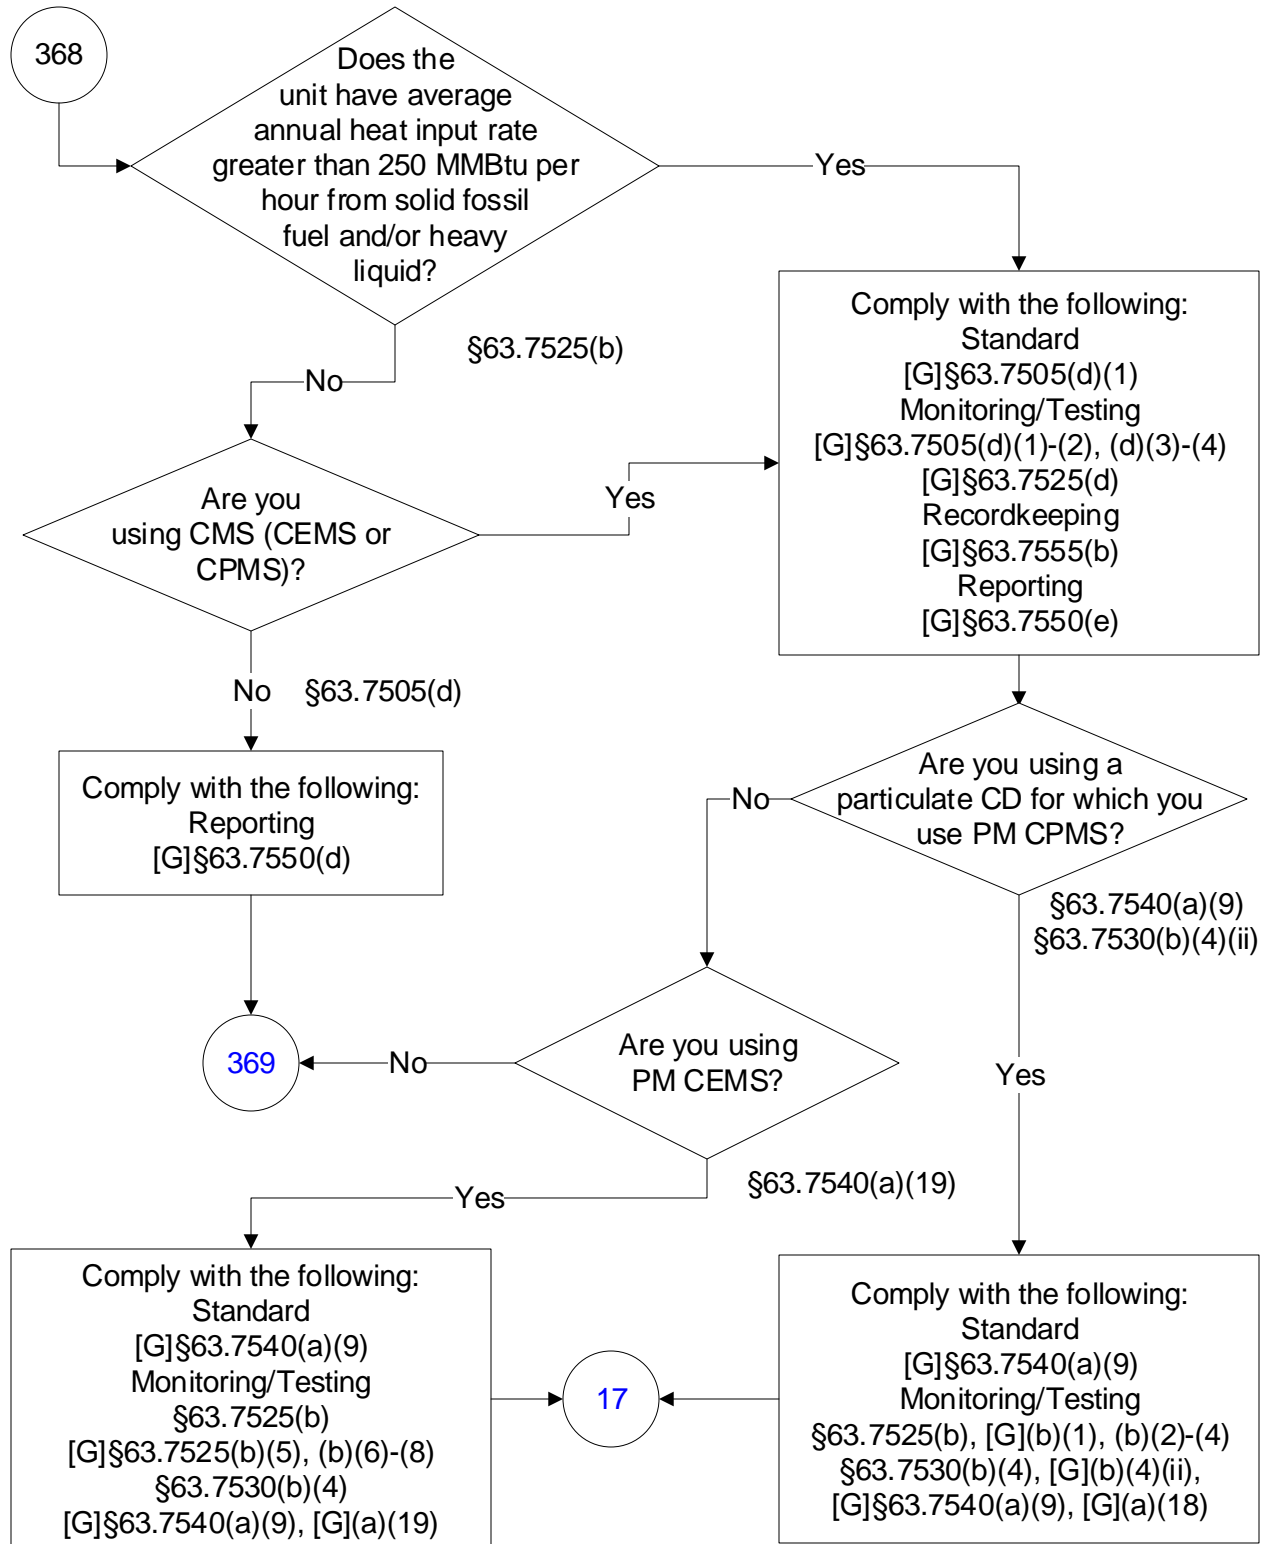 368
Does the
unit have average
annual heat input rate
greater than 250 MMBtu per
hour from solid fossil
fuel and/or heavy
liquid?
Yes
§63.7525(b)
No
Comply with the following:
Standard
[G]§63.7505(d)(1)
Monitoring/Testing
[G]§63.7505(d)(1)-(2), (d)(3)-(4)
[G]§63.7525(d)
Recordkeeping
[G]§63.7555(b)
Reporting
[G]§63.7550(e)
Are you
using CMS (CEMS or
CPMS)?
Yes
No
§63.7505(d)
Comply with the following:
Reporting
[G]§63.7550(d)
Are you using a
particulate CD for which you
use PM CPMS?
No
§63.7540(a)(9)
§63.7530(b)(4)(ii)
Yes
Are you using
PM CEMS?
No
369
§63.7540(a)(19)
Yes
Comply with the following:
Standard
[G]§63.7540(a)(9)
Monitoring/Testing
§63.7525(b)
[G]§63.7525(b)(5), (b)(6)-(8)
§63.7530(b)(4)
[G]§63.7540(a)(9), [G](a)(19)
17
Comply with the following:
Standard
[G]§63.7540(a)(9)
Monitoring/Testing
§63.7525(b), [G](b)(1), (b)(2)-(4)
§63.7530(b)(4), [G](b)(4)(ii),
[G]§63.7540(a)(9), [G](a)(18)